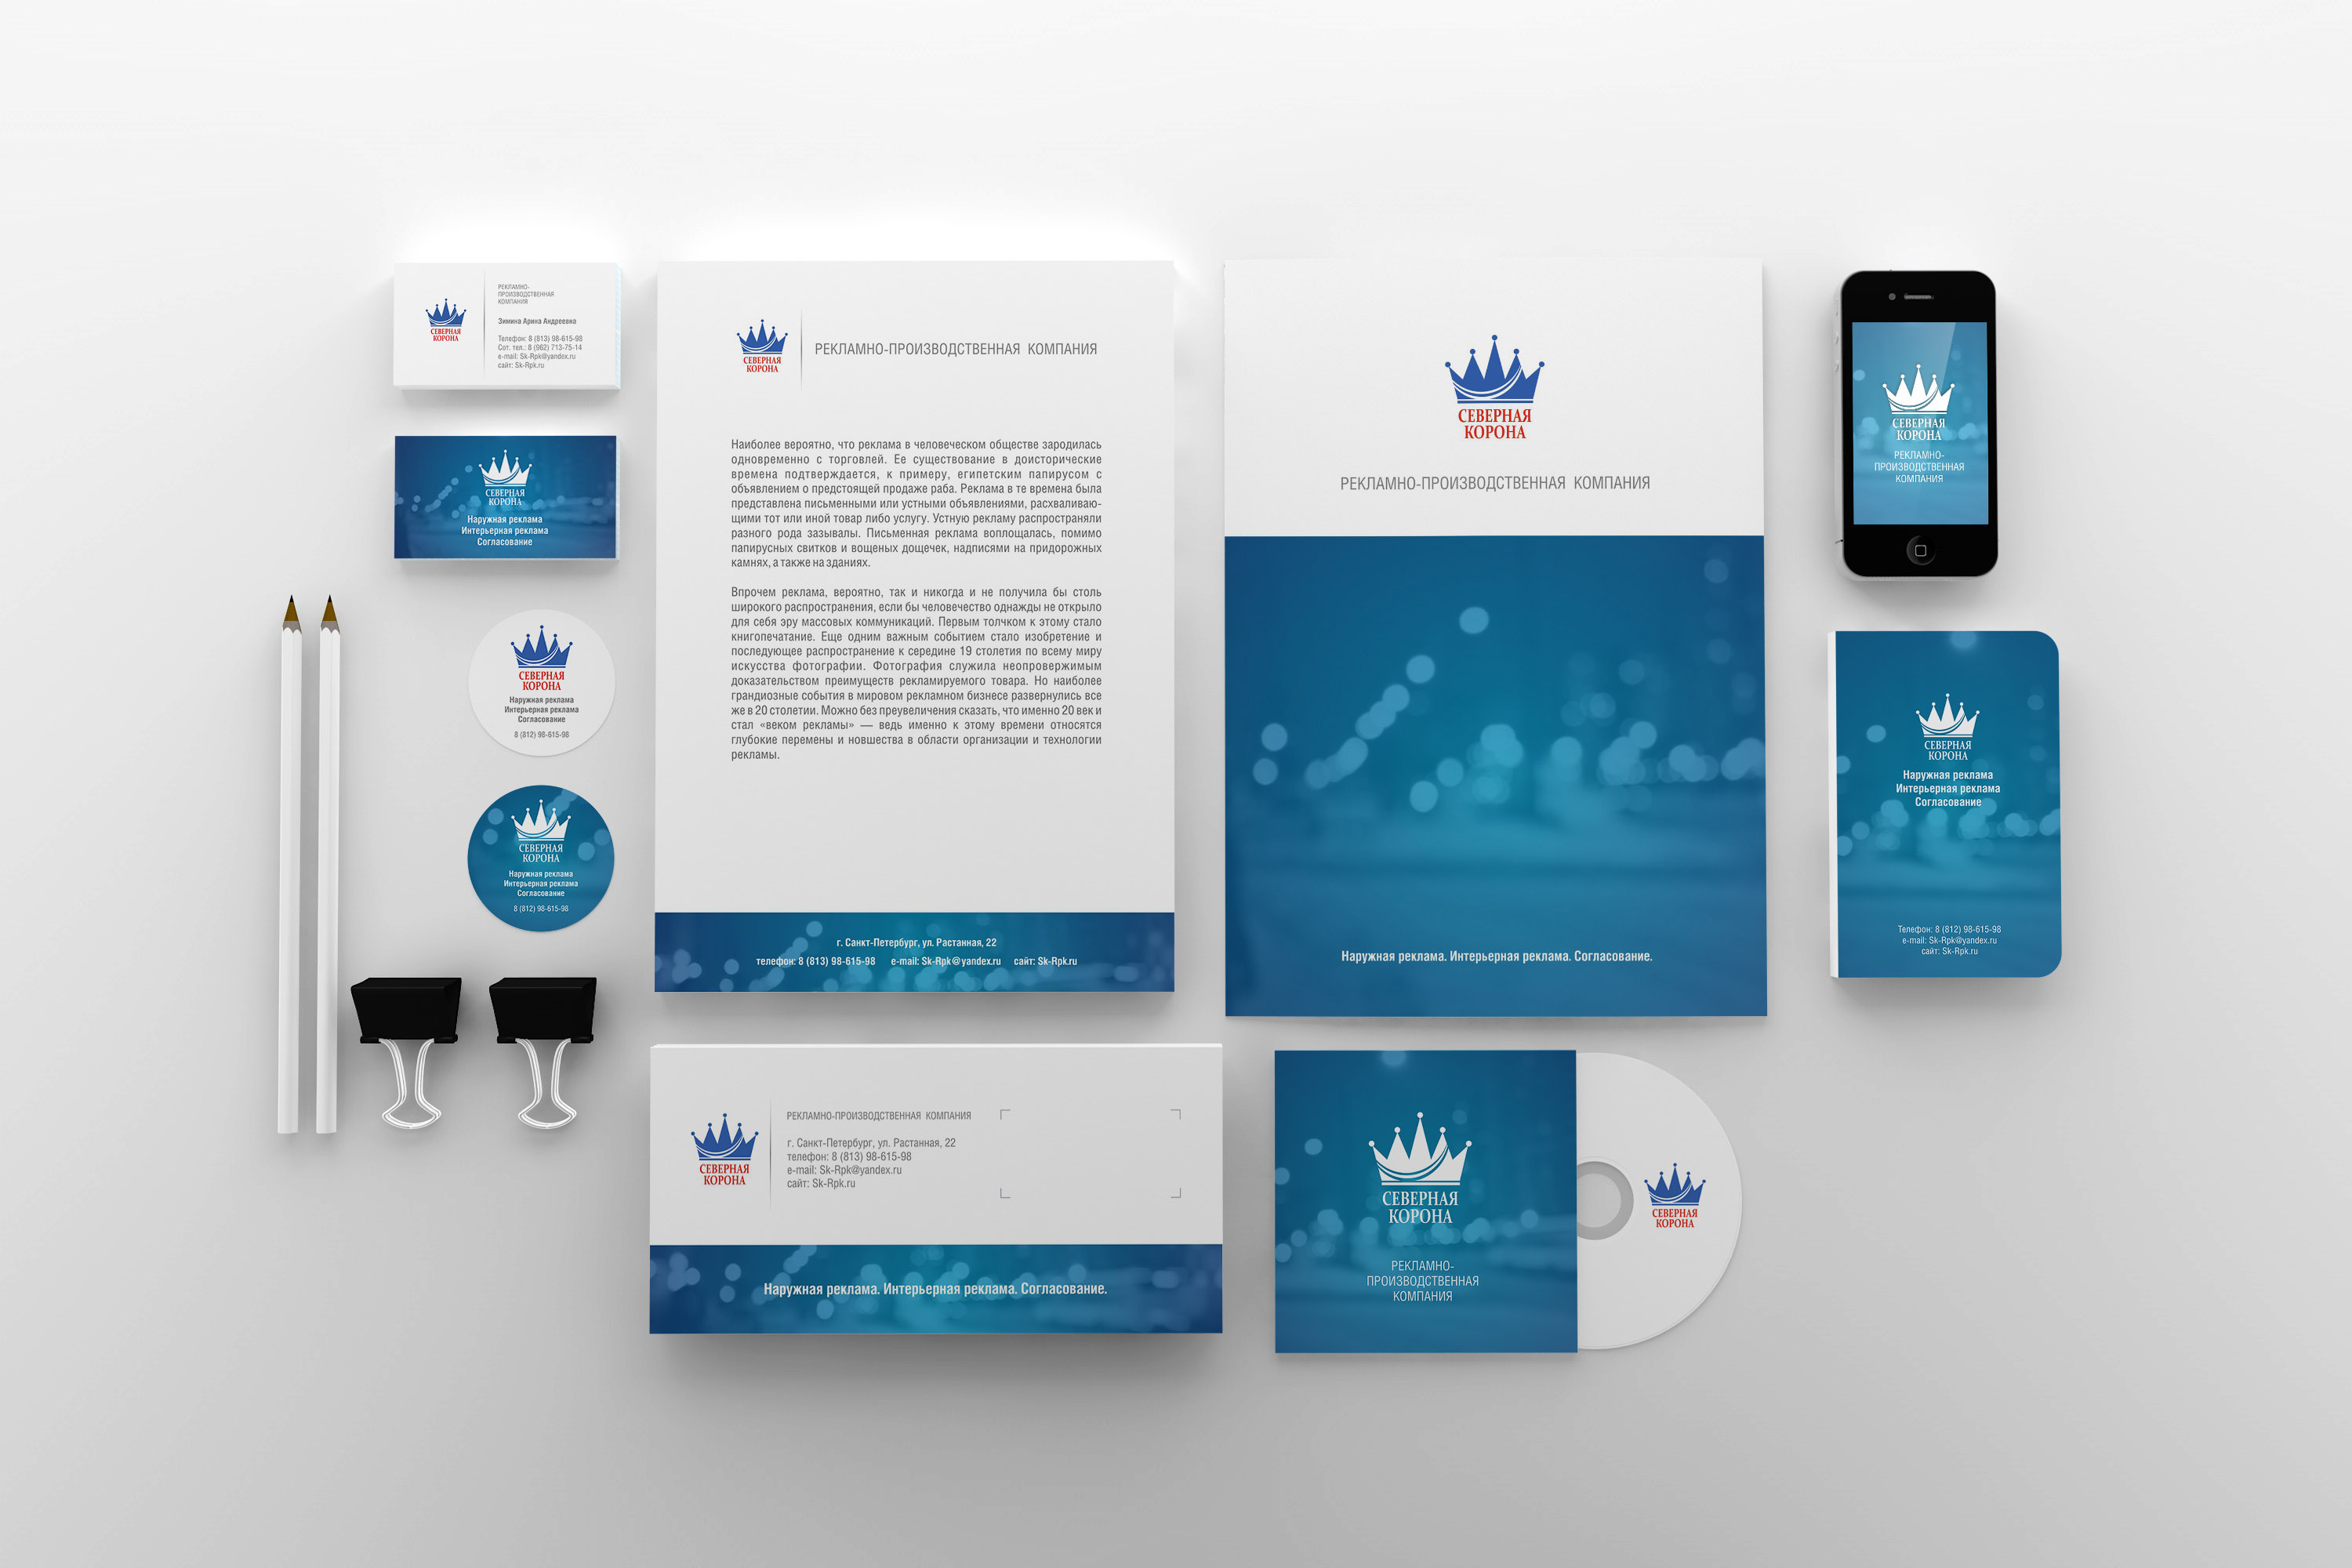 СЕВЕРНАЯ
КОРОНА
РЕКЛАМНО-
ПРОИЗВОДСТВЕННАЯ
КОМПАНИЯ
Зимина Арина Андреевна
Телефон: 8 (813) 98-615-98
Сот. тел.: 8 (962) 713-75-14
e-mail: Sk-Rpk@yandex.ru
сайт: Sk-Rpk.ru
СЕВЕРНАЯ
КОРОНА
Наружная реклама
Интерьерная реклама
Согласование
СЕВЕРНАЯ
КОРОНА
Наружная реклама
Интерьерная реклама
Согласование
8 (812) 98-615-98
СЕВЕРНАЯ
КОРОНА
Наружная реклама
Интерьерная реклама
Согласование
8 (812) 98-615-98
СЕВЕРНАЯ
КОРОНА
РЕКЛАМНО-ПРОИЗВОДСТВЕННАЯ КОМПАНИЯ
Наиболее вероятно, что реклама в человеческом обществе зародилась
одновременно с торговлей. Ее существование в доисторические
времена подтверждается, к примеру, египетским папирусом с
объявлением о предстоящей продаже раба. Реклама в те времена была
представлена письменными или устными объявлениями, расхваливаю-
щими тот или иной товар либо услугу. Устную рекламу распространяли
разного рода зазывалы. Письменная реклама воплощалась, помимо
папирусных свитков и вощеных дощечек, надписями на придорожных
камнях, а также на зданиях.
Впрочем реклама, вероятно, так и никогда и не получила бы столь
широкого распространения, если бы человечество однажды не открыло
для себя эру массовых коммуникаций. Первым толчком к этому стало
книгопечатание. Еще одним важным событием стало изобретение и
последующее распространение к середине 19 столетия по всему миру
искусства фотографии. Фотография служила неопровержимым
доказательством преимуществ рекламируемого товара. Но наиболее
грандиозные события в мировом рекламном бизнесе развернулись все
же в 20 столетии. Можно без преувеличения сказать, что именно 20 век и
стал «веком рекламы» — ведь именно к этому времени относятся
глубокие перемены и новшества в области организации и технологии
рекламы.
г. Санкт-Петербург, ул. Растанная, 22
телефон: 8 (813) 98-615-98 e-mail: Sk-Rpk@yandex.ru сайт: Sk-Rpk.ru
СЕВЕРНАЯ
КОРОНА
РЕКЛАМНО-ПРОИЗВОДСТВЕННАЯ КОМПАНИЯ
Наружная реклама. Интерьерная реклама. Согласование.
СЕВЕРНАЯ
КОРОНА
РЕКЛАМНО-
ПРОИЗВОДСТВЕННАЯ
КОМПАНИЯ
СЕВЕРНАЯ
КОРОНА
Наружная реклама
Интерьерная реклама
Согласование
Телефон: 8 (812) 98-615-98
e-mail: Sk-Rpk@yandex.ru
сайт: Sk-Rpk.ru
СЕВЕРНАЯ
КОРОНА
РЕКЛАМНО-ПРОИЗВОДСТВЕННАЯ КОМПАНИЯ
г. Санкт-Петербург, ул. Растанная, 22
телефон: 8 (813) 98-615-98
e-mail: Sk-Rpk@yandex.ru
сайт: Sk-Rpk.ru
Наружная реклама. Интерьерная реклама. Согласование.
СЕВЕРНАЯ
КОРОНА
РЕКЛАМНО-
ПРОИЗВОДСТВЕННАЯ
КОМПАНИЯ
СЕВЕРНАЯ
КОРОНА